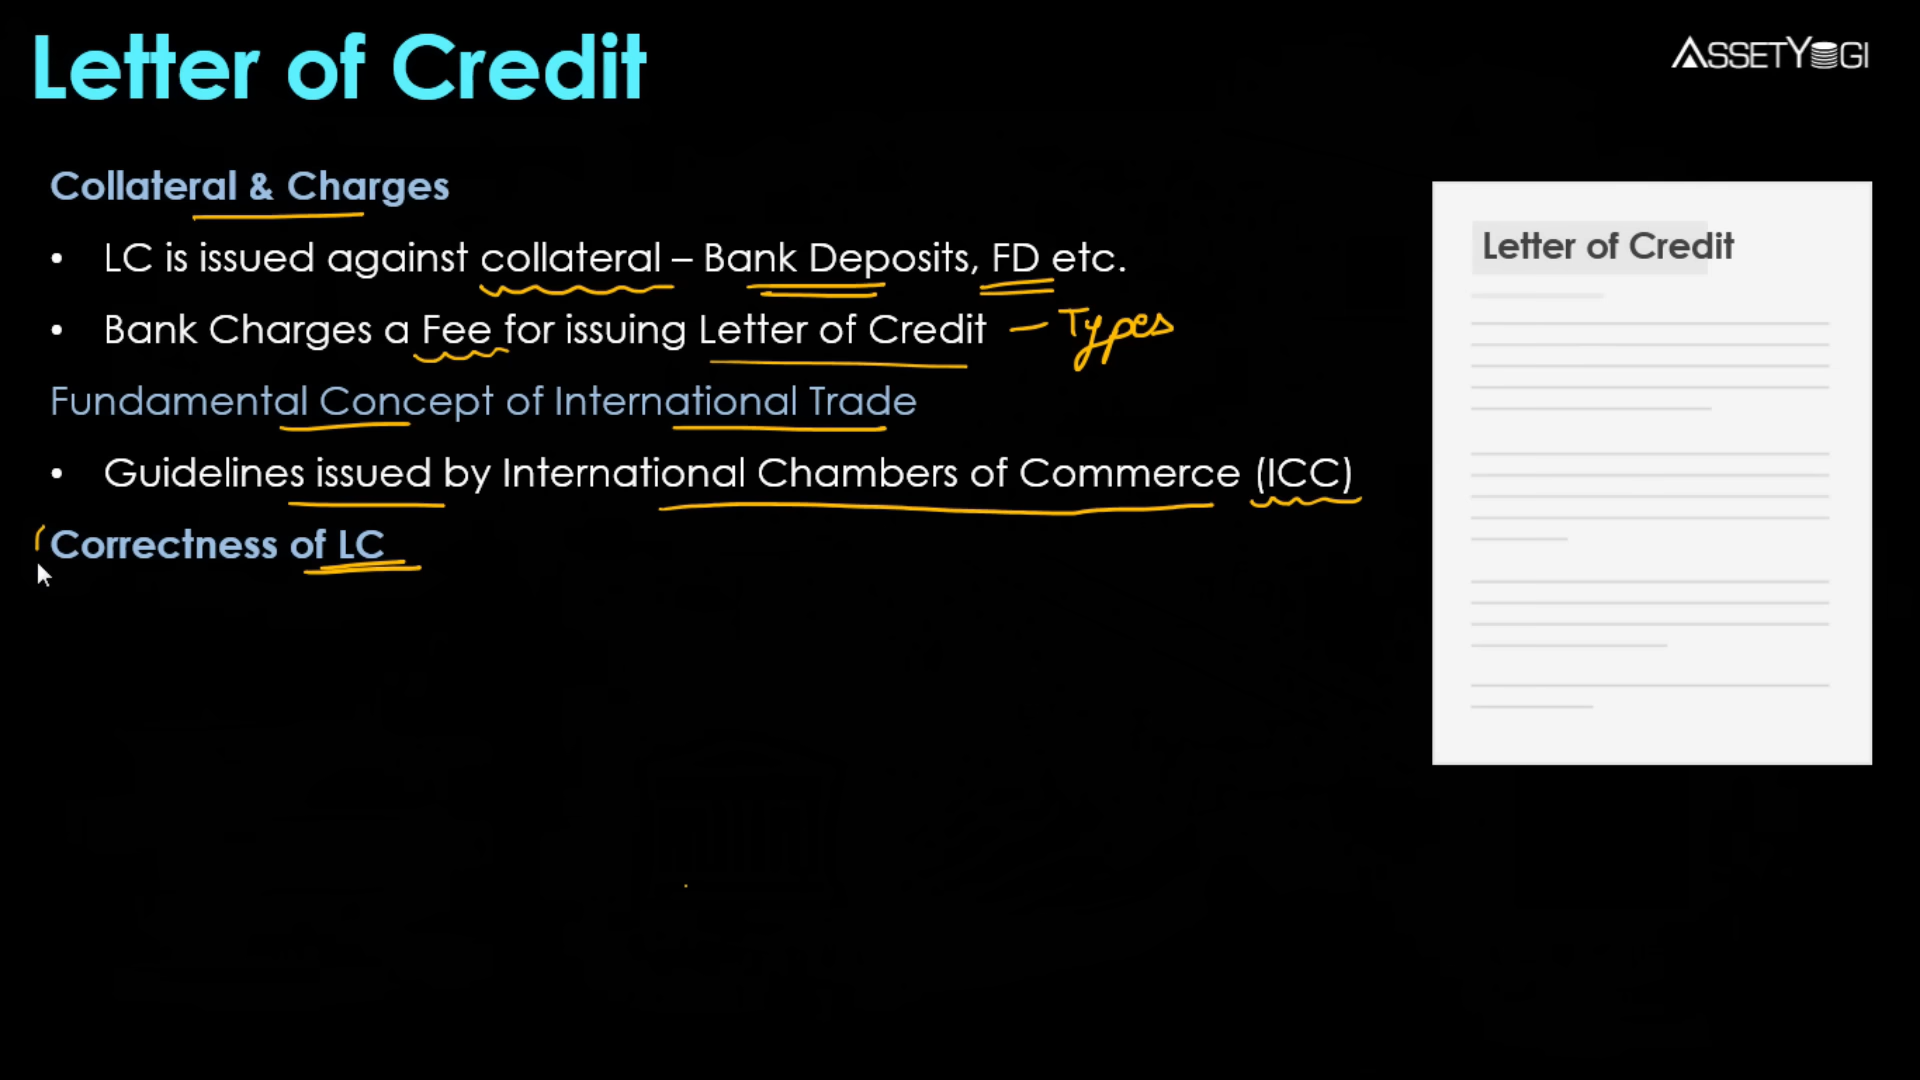 Letter of Credit
ASSETYOGI
Collateral & Charges
• LC is issued against collateral – Bank Deposits, FD etc.
• Bank Charges a Fee for issuing Letter of Credit – Types
Fundamental Concept of International Trade
• Guidelines issued by International Chambers of Commerce (ICC)
Correctness of LC
Letter of Credit